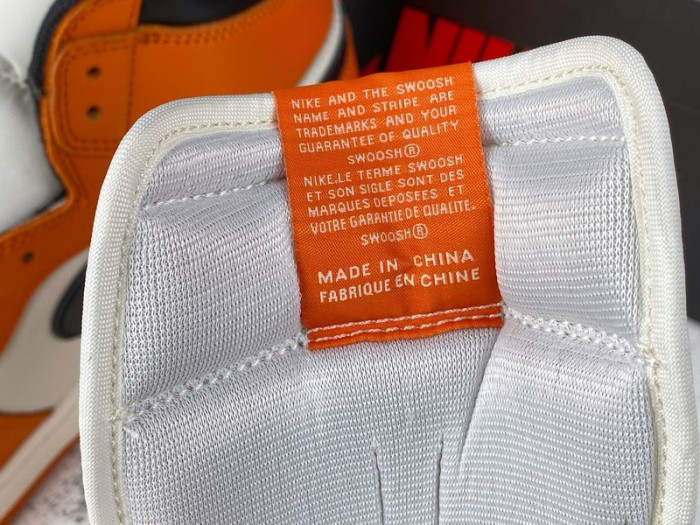 NIKE
NIKE AND THE SWOOSH
NAME AND STRIPE ARE
TRADEMARKS AND YOUR
GUARANTEE OF QUALITY
SWOOSH®
NIKE.LE TERME SWOOSH
ET SON SIGLE SONT DES
MARQUES DEPOSEES ET
VOTRE GARANTIE DE QUALITE.
SWOOSH®
MADE IN CHINA
FABRIQUE EN CHINE